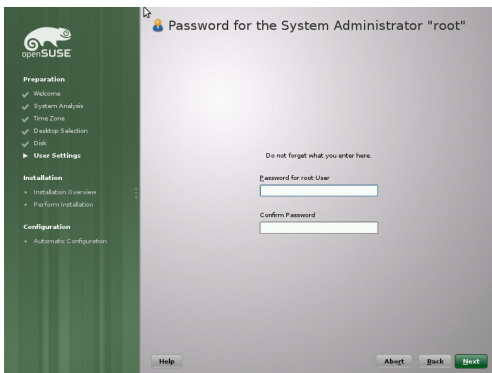 openSUSE
Password for the System Administrator "root"
Preparation
Welcome
System Analysis
Time Zone
Desktop Selection
Disk
User Settings
Installation
Installation Overview
Perform Installation
Configuration
Automatic Configuration
Do not forget what you enter here.
Password for root User
Confirm Password
Help
Abort
Back
Next